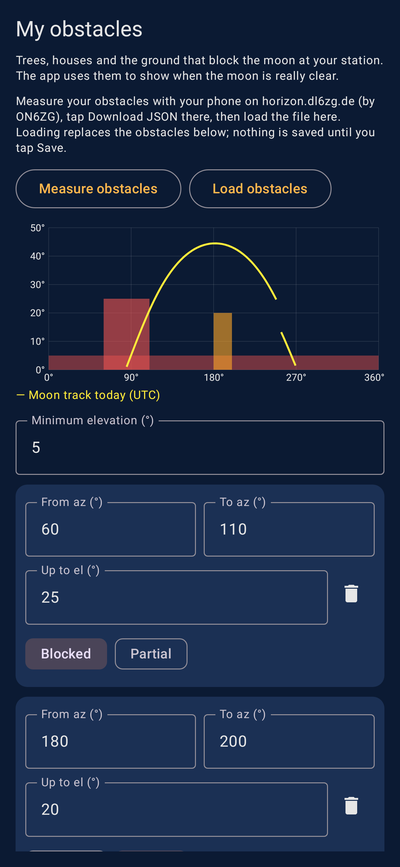 My obstacles
Trees, houses and the ground that block the moon at your station.
The app uses them to show when the moon is really clear.
Measure your obstacles with your phone on horizon.dl6zg.de (by
ON6ZG), tap Download JSON there, then load the file here.
Loading replaces the obstacles below; nothing is saved until you
tap Save.
Measure obstacles Load obstacles
50°
40°
30°
20°
10°
0°
0° 90° 180° 270° 360°
— Moon track today (UTC)
Minimum elevation (°)
5
From az (°) To az (°)
60 110
Up to el (°)
25
Blocked Partial
From az (°) To az (°)
180 200
Up to el (°)
20